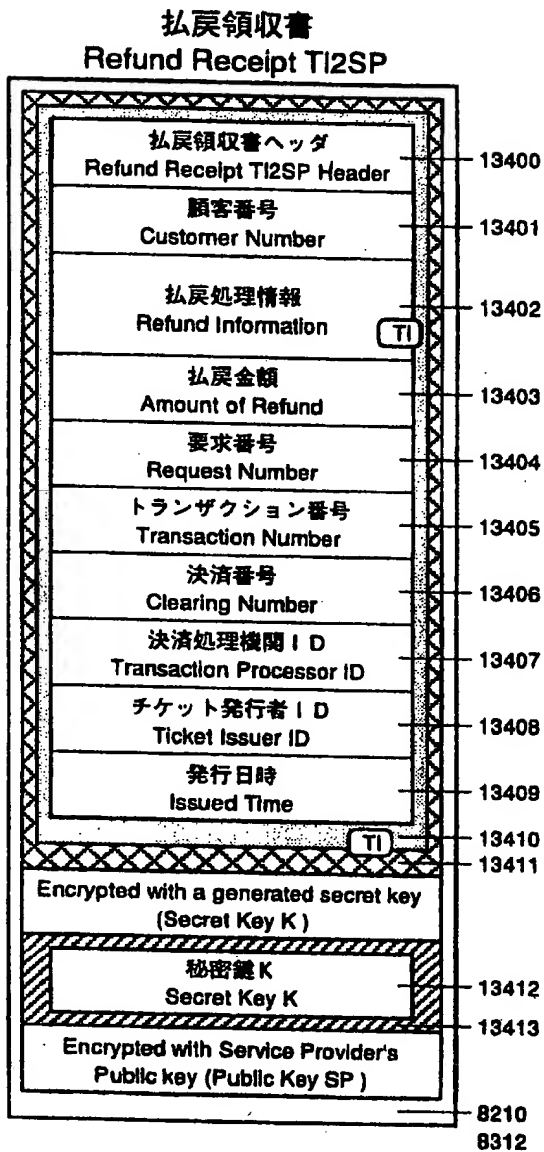 払戻領収書
Refund Receipt TI2SP
払戻領収書ヘッダ
Refund Receipt TI2SP Header
13400
顧客番号
Customer Number
13401
払戻処理情報
Refund Information
TI
13402
払戻金額
Amount of Refund
13403
要求番号
Request Number
13404
トランザクション番号
Transaction Number
13405
決済番号
Clearing Number
13406
決済処理機関ID
Transaction Processor ID
13407
チケット発行者ID
Ticket Issuer ID
13408
発行日時
Issued Time
13409
TI
13410
13411
Encrypted with a generated secret key
(Secret Key K )
秘密鍵K
Secret Key K
13412
13413
Encrypted with Service Provider's
Public key (Public Key SP )
8210
8312